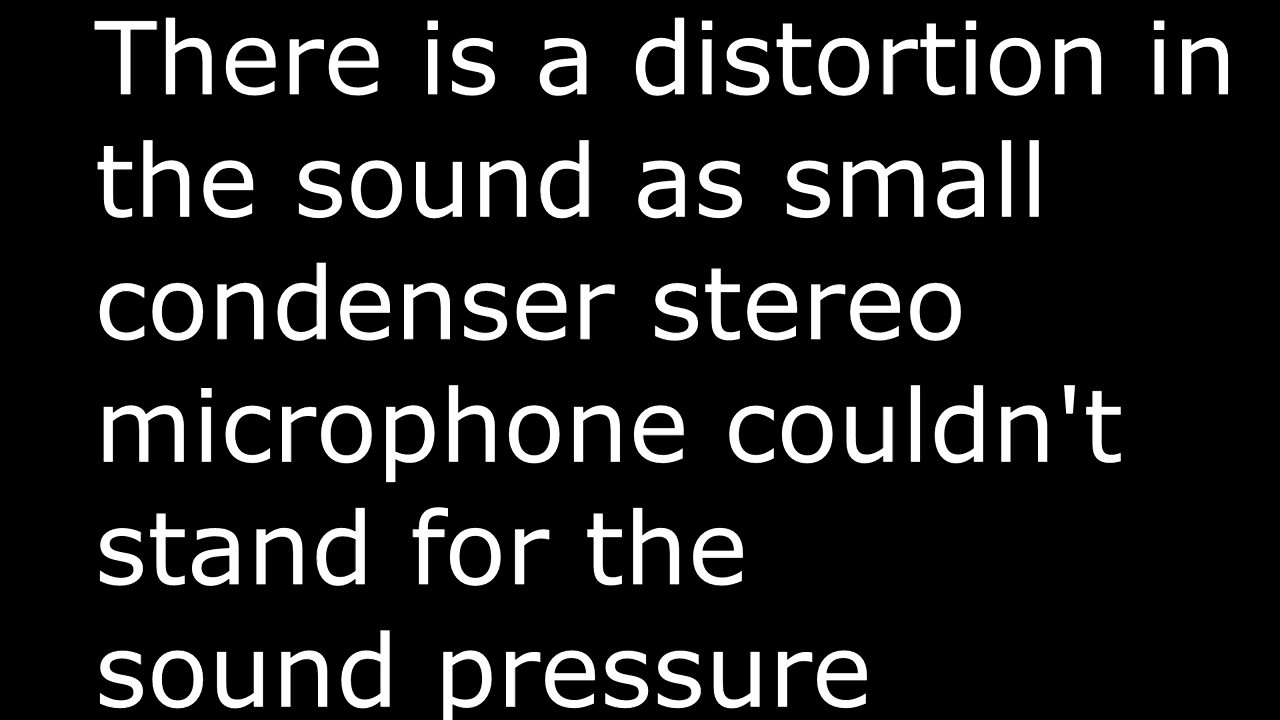 There is a distortion in
the sound as small
condenser stereo
microphone couldn't
stand for the
sound pressure